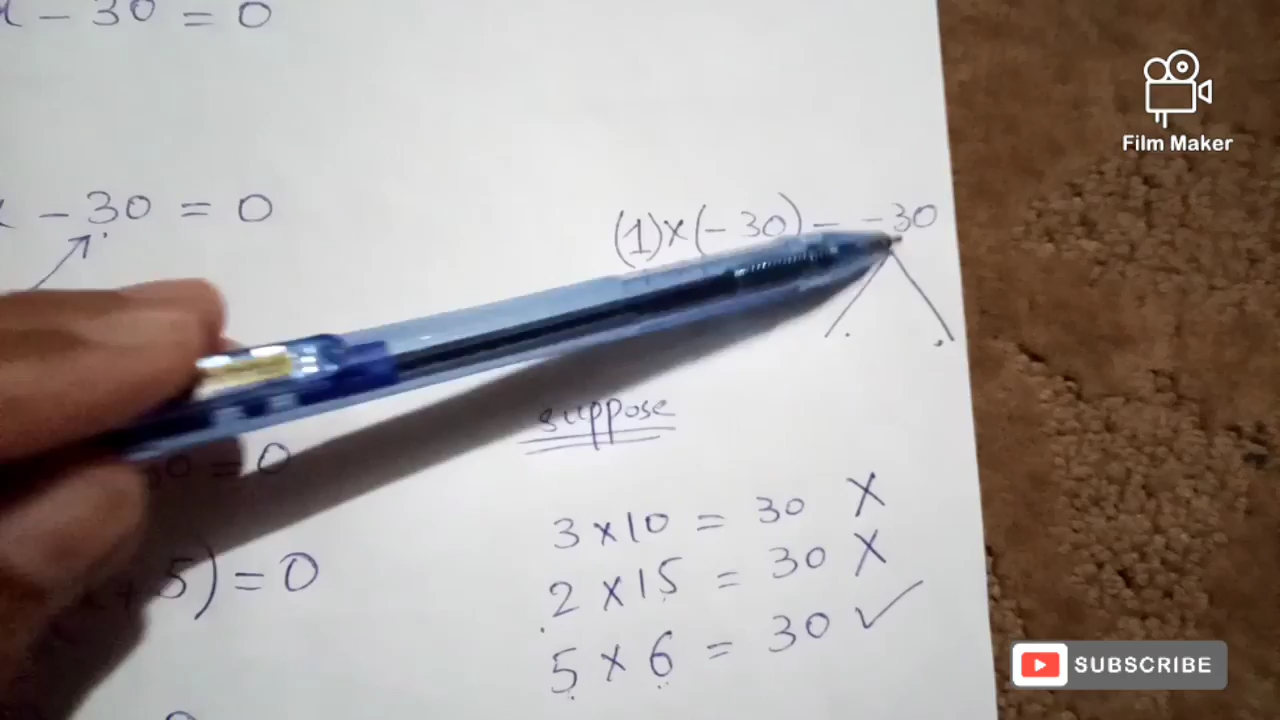 x - 30 = 0
x - 30 = 0
(1)×(-30) = -30
suppose
30 = 0
5) = 0
3 × 10 = 30 X
2 × 15 = 30 X
5 × 6 = 30 ✓
Film Maker
SUBSCRIBE